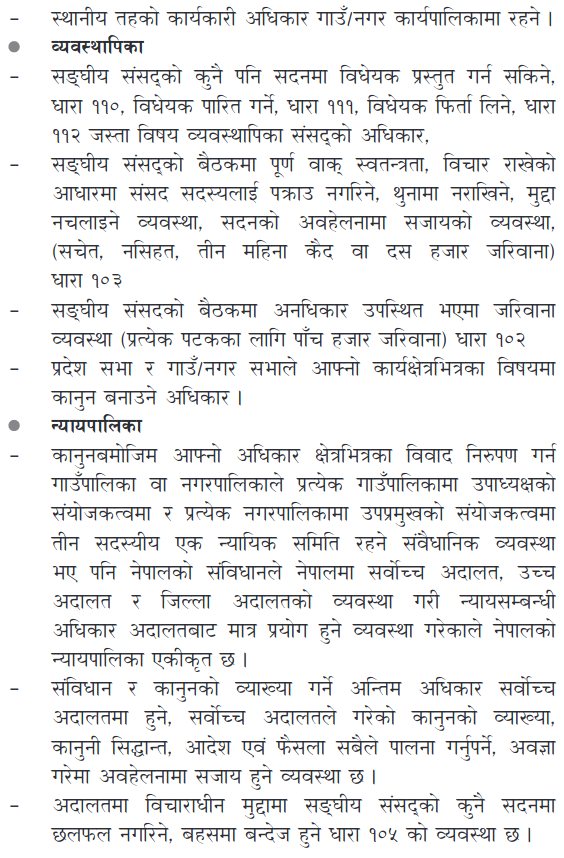 – स्थानीय तहको कार्यकारी अधिकार गाउँ/नगर कार्यपालिकामा रहने ।
● व्यवस्थापिका
– सङ्घीय संसद्को कुनै पनि सदनमा विधेयक प्रस्तुत गर्न सकिने,
धारा ११०, विधेयक पारित गर्ने, धारा १११, विधेयक फिर्ता लिने, धारा
११२ जस्ता विषय व्यवस्थापिका संसद्को अधिकार,
– सङ्घीय संसद्को बैठकमा पूर्ण वाक् स्वतन्त्रता, विचार राखेको
आधारमा संसद सदस्यलाई पक्राउ नगरिने, थुनामा नराखिने, मुद्दा
नचलाइने व्यवस्था, सदनको अवहेलनामा सजायको व्यवस्था,
(सचेत, नसिहत, तीन महिना कैद वा दस हजार जरिवाना)
धारा १०३
– सङ्घीय संसदको बैठकमा अनधिकार उपस्थित भएमा जरिवाना
व्यवस्था (प्रत्येक पटकका लागि पाँच हजार जरिवाना) धारा १०२
– प्रदेश सभा र गाउँ/नगर सभाले आफ्नो कार्यक्षेत्रभित्रका विषयमा
कानुन बनाउने अधिकार ।
● न्यायपालिका
– कानुनबमोजिम आफ्नो अधिकार क्षेत्रभित्रका विवाद निरुपण गर्न
गाउँपालिका वा नगरपालिकाले प्रत्येक गाउँपालिकामा उपाध्यक्षको
संयोजकत्वमा र प्रत्येक नगरपालिकामा उपप्रमुखको संयोजकत्वमा
तीन सदस्यीय एक न्यायिक समिति रहने संवैधानिक व्यवस्था
भए पनि नेपालको संविधानले नेपालमा सर्वोच्च अदालत, उच्च
अदालत र जिल्ला अदालतको व्यवस्था गरी न्यायसम्बन्धी
अधिकार अदालतबाट मात्र प्रयोग हुने व्यवस्था गरेकाले नेपालको
न्यायपालिका एकीकृत छ ।
– संविधान र कानुनको व्याख्या गर्ने अन्तिम अधिकार सर्वोच्च
अदालतमा हुने, सर्वोच्च अदालतले गरेको कानुनको व्याख्या,
कानुनी सिद्धान्त, आदेश एवं फैसला सबैले पालना गर्नुपर्ने, अवज्ञा
गरेमा अवहेलनामा सजाय हुने व्यवस्था छ ।
– अदालतमा विचाराधीन मुद्दामा सङ्घीय संसद्को कुनै सदनमा
छलफल नगरिने, बहसमा बन्देज हुने धारा १०५ को व्यवस्था छ ।